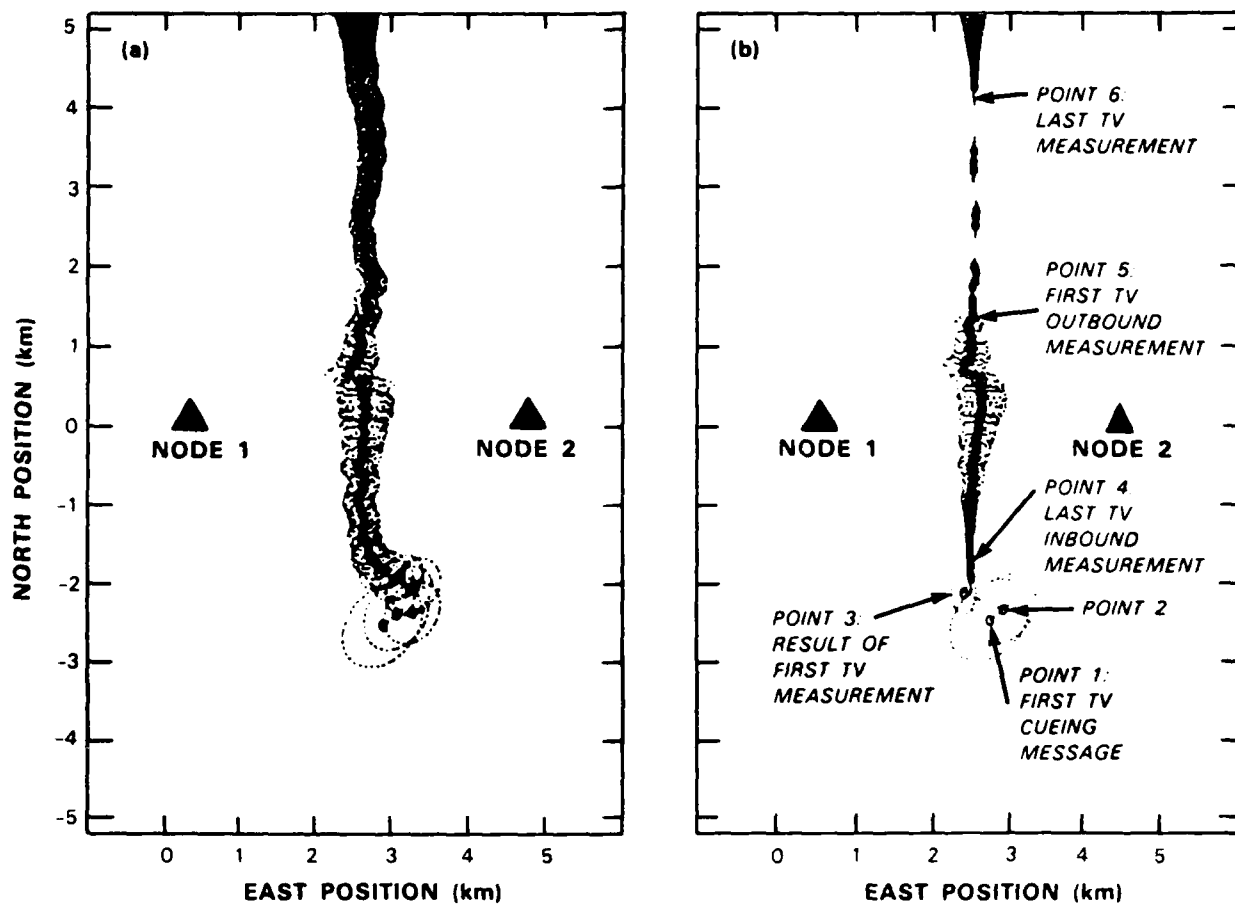 (a)
5
4
3
2
1
0
-1
-2
-3
-4
-5
NORTH POSITION (km)
NODE 1
NODE 2
0
1
2
3
4
5
EAST POSITION (km)
(b)
POINT 6:
LAST TV
MEASUREMENT
POINT 5:
FIRST TV
OUTBOUND
MEASUREMENT
NODE 1
NODE 2
POINT 4
LAST TV
INBOUND
MEASUREMENT
POINT 2
POINT 3:
RESULT OF
FIRST TV
MEASUREMENT
POINT 1:
FIRST TV
CUEING
MESSAGE
0
1
2
3
4
5
EAST POSITION (km)